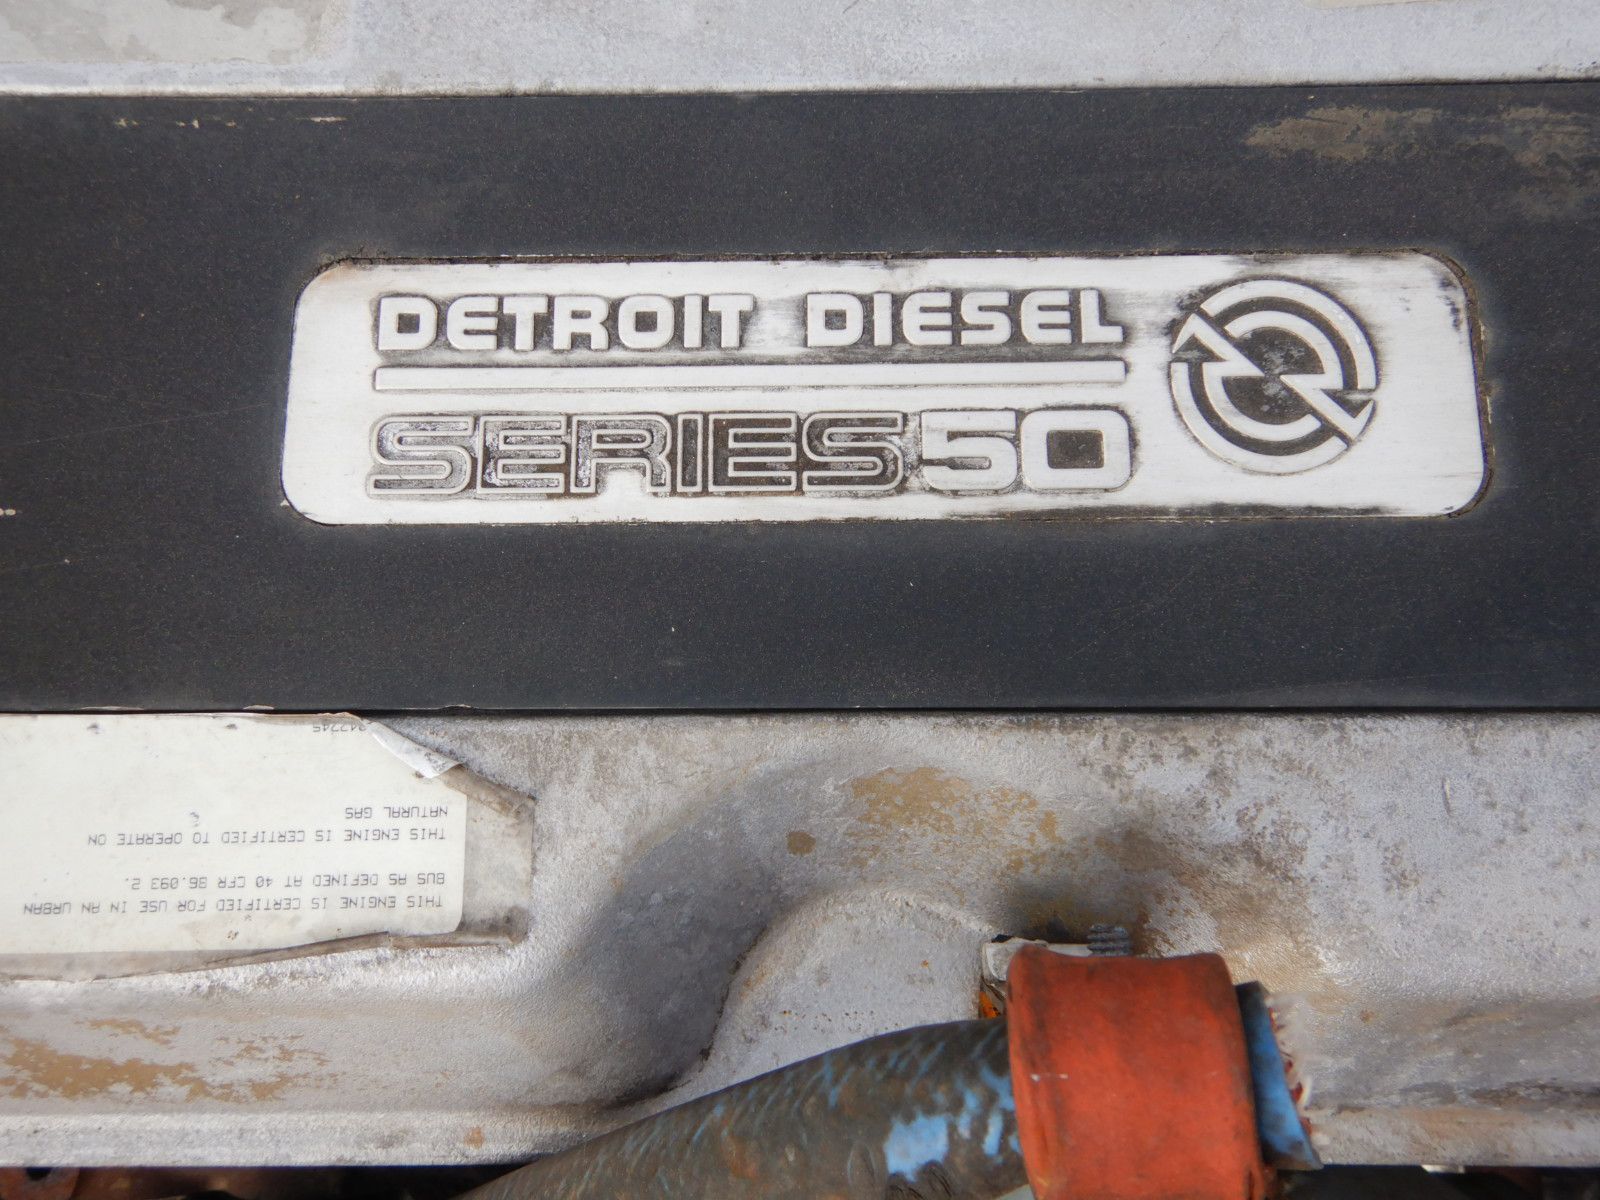 DETROIT DIESEL
SERIES 50
THIS ENGINE IS CERTIFIED FOR USE IN AN URBAN
BUS AS DEFINED AT 40 CFR 86.093 2.
THIS ENGINE IS CERTIFIED TO OPERATE ON
NATURAL GAS